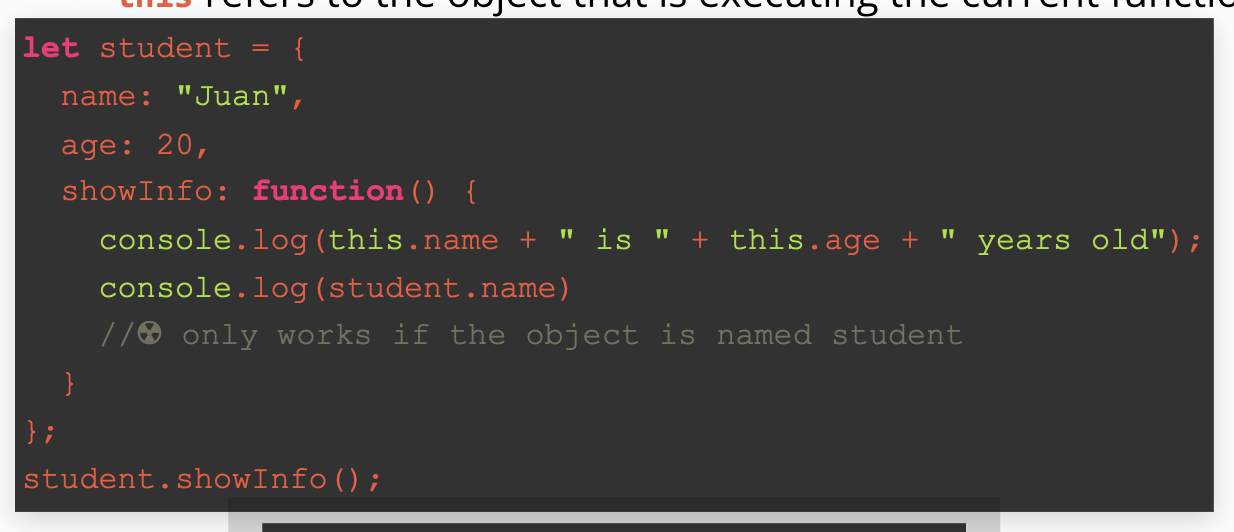 this refers to the object that is executing the current functio
let student = {
  name: "Juan",
  age: 20,
  showInfo: function() {
    console.log(this.name + " is " + this.age + " years old");
    console.log(student.name)
    //☢ only works if the object is named student
  }
};
student.showInfo();